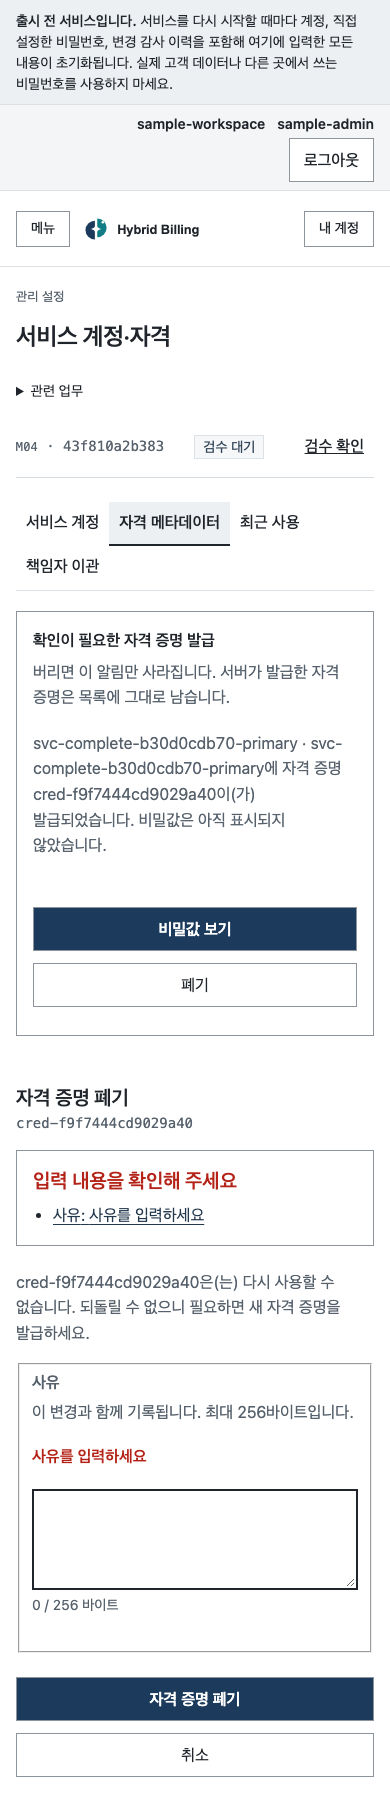 출시 전 서비스입니다. 서비스를 다시 시작할 때마다 계정, 직접
설정한 비밀번호, 변경 감사 이력을 포함해 여기에 입력한 모든
내용이 초기화됩니다. 실제 고객 데이터나 다른 곳에서 쓰는
비밀번호를 사용하지 마세요.
sample-workspace sample-admin
로그아웃
메뉴 Hybrid Billing 내 계정
관리 설정
서비스 계정·자격
▶ 관련 업무
M04 · 43f810a2b383 검수 대기 검수 확인
서비스 계정 자격 메타데이터 최근 사용
책임자 이관
확인이 필요한 자격 증명 발급
버리면 이 알림만 사라집니다. 서버가 발급한 자격
증명은 목록에 그대로 남습니다.
svc-complete-b30d0cdb70-primary · svc-
complete-b30d0cdb70-primary에 자격 증명
cred-f9f7444cd9029a40이(가)
발급되었습니다. 비밀값은 아직 표시되지
않았습니다.
비밀값 보기
폐기
자격 증명 폐기
cred-f9f7444cd9029a40
입력 내용을 확인해 주세요
• 사유: 사유를 입력하세요
cred-f9f7444cd9029a40은(는) 다시 사용할 수
없습니다. 되돌릴 수 없으니 필요하면 새 자격 증명을
발급하세요.
사유
이 변경과 함께 기록됩니다. 최대 256바이트입니다.
사유를 입력하세요
0 / 256 바이트
자격 증명 폐기
취소